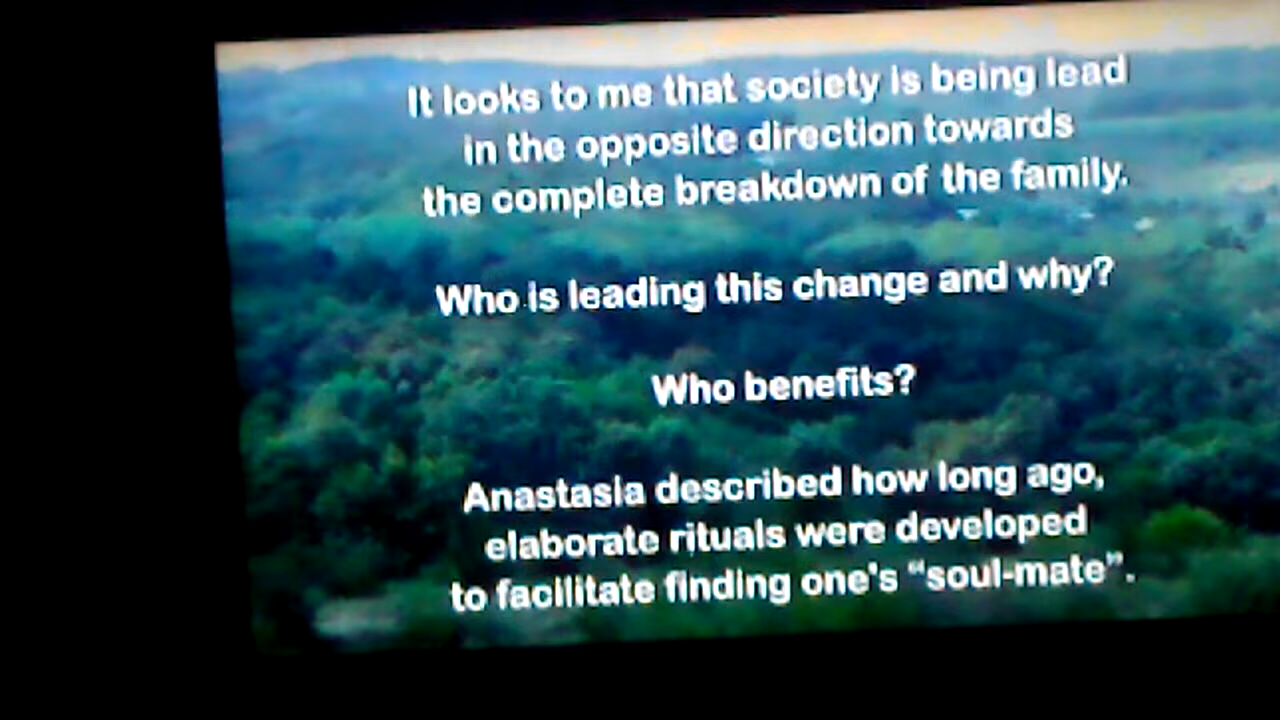 It looks to me that society is being lead
in the opposite direction towards
the complete breakdown of the family.
Who is leading this change and why?
Who benefits?
Anastasia described how long ago,
elaborate rituals were developed
to facilitate finding one's "soul-mate".